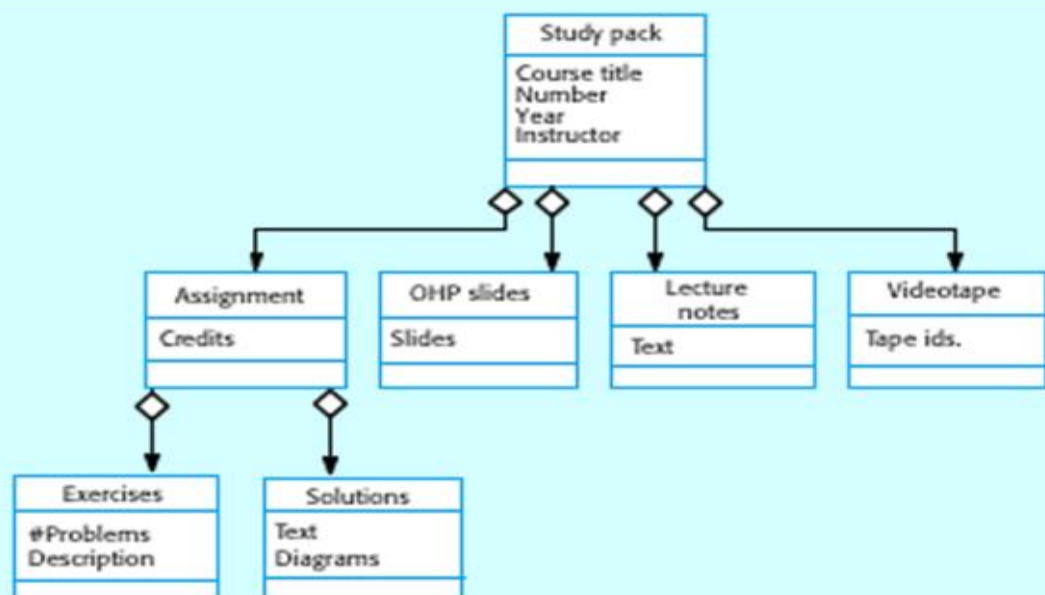 Study pack
Course title
Number
Year
Instructor
Assignment
Credits
OHP slides
Slides
Lecture
notes
Text
Videotape
Tape ids.
Exercises
#Problems
Description
Solutions
Text
Diagrams